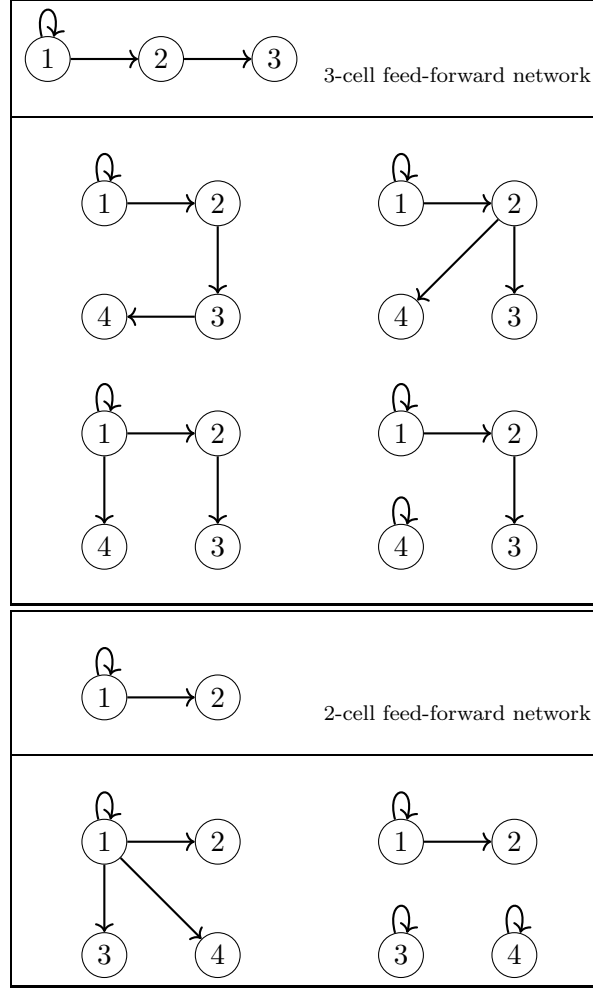 1 2 3
3-cell feed-forward network
1 2 1 2
4 3 4 3
1 2 1 2
4 3 4 3
1 2
2-cell feed-forward network
1 2 1 2
3 4 3 4